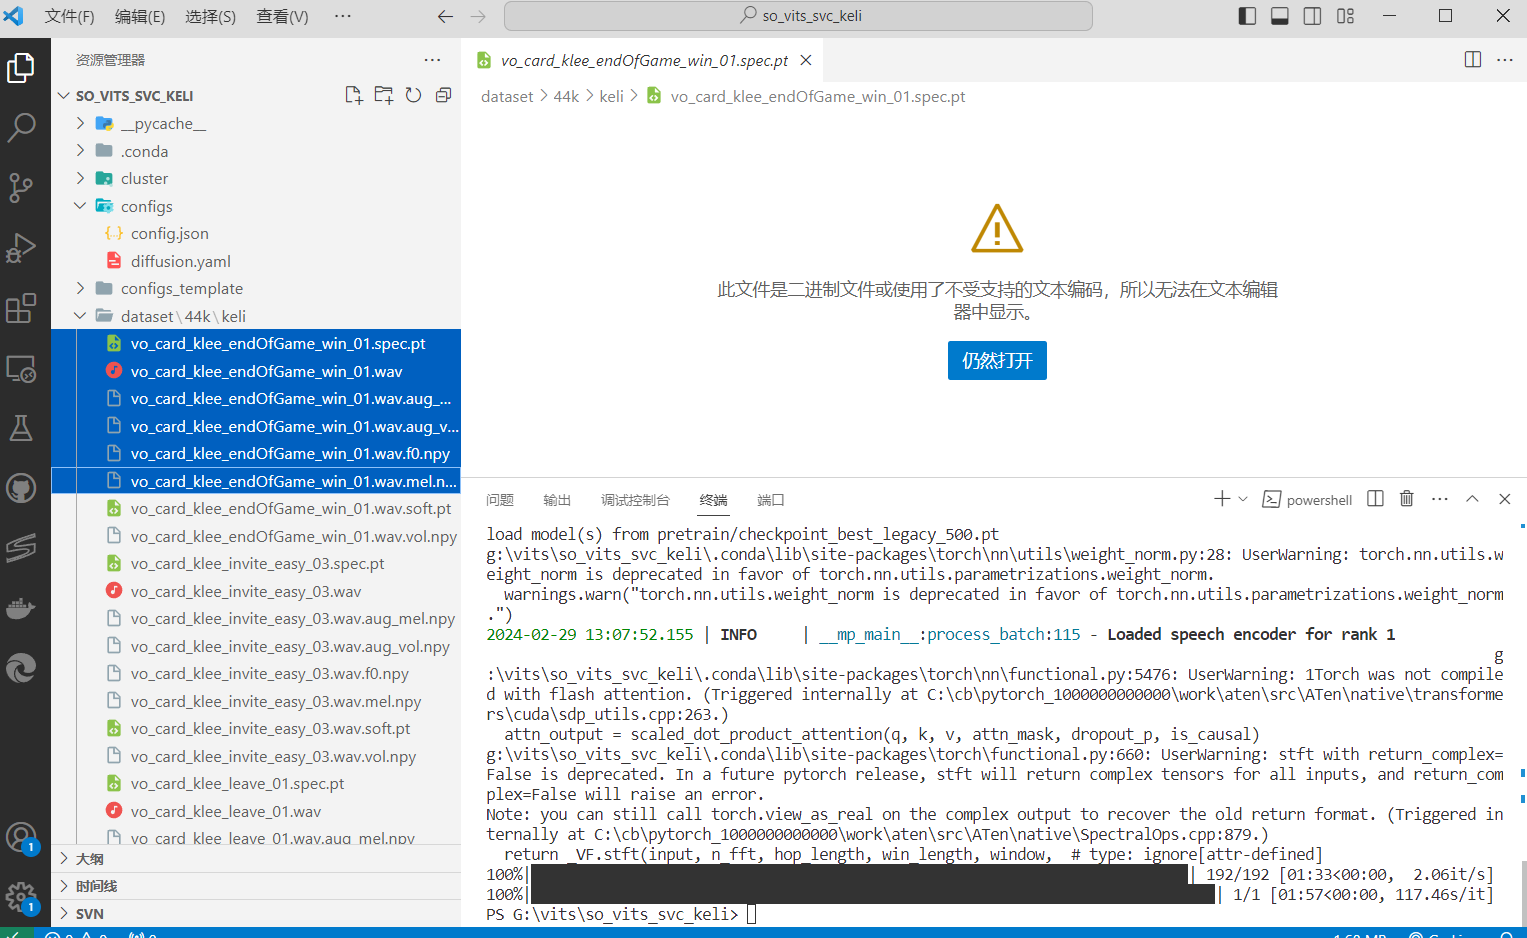 文件(F) 编辑(E) 选择(S) 查看(V) ··· so_vits_svc_keli
资源管理器 ···
SO_VITS_SVC_KELI
__pycache__
.conda
cluster
configs
config.json
diffusion.yaml
configs_template
dataset\44k\keli
vo_card_klee_endOfGame_win_01.spec.pt
vo_card_klee_endOfGame_win_01.wav
vo_card_klee_endOfGame_win_01.wav.aug_...
vo_card_klee_endOfGame_win_01.wav.aug_v...
vo_card_klee_endOfGame_win_01.wav.f0.npy
vo_card_klee_endOfGame_win_01.wav.mel.n...
vo_card_klee_endOfGame_win_01.wav.soft.pt
vo_card_klee_endOfGame_win_01.wav.vol.npy
vo_card_klee_invite_easy_03.spec.pt
vo_card_klee_invite_easy_03.wav
vo_card_klee_invite_easy_03.wav.aug_mel.npy
vo_card_klee_invite_easy_03.wav.aug_vol.npy
vo_card_klee_invite_easy_03.wav.f0.npy
vo_card_klee_invite_easy_03.wav.mel.npy
vo_card_klee_invite_easy_03.wav.soft.pt
vo_card_klee_invite_easy_03.wav.vol.npy
vo_card_klee_leave_01.spec.pt
vo_card_klee_leave_01.wav
vo_card_klee_leave_01.wav.aug_mel.npy
大纲
时间线
SVN
1
1
vo_card_klee_endOfGame_win_01.spec.pt
dataset > 44k > keli > vo_card_klee_endOfGame_win_01.spec.pt
此文件是二进制文件或使用了不受支持的文本编码，所以无法在文本编辑
器中显示。
仍然打开
问题 输出 调试控制台 终端 端口 powershell
load model(s) from pretrain/checkpoint_best_legacy_500.pt
g:\vits\so_vits_svc_keli\.conda\lib\site-packages\torch\nn\utils\weight_norm.py:28: UserWarning: torch.nn.utils.w
eight_norm is deprecated in favor of torch.nn.utils.parametrizations.weight_norm.
warnings.warn("torch.nn.utils.weight_norm is deprecated in favor of torch.nn.utils.parametrizations.weight_norm
.")
2024-02-29 13:07:52.155 | INFO | __mp_main__:process_batch:115 - Loaded speech encoder for rank 1
g
:\vits\so_vits_svc_keli\.conda\lib\site-packages\torch\nn\functional.py:5476: UserWarning: 1Torch was not compile
d with flash attention. (Triggered internally at C:\cb\pytorch_1000000000000\work\aten\src\ATen\native\transforme
rs\cuda\sdp_utils.cpp:263.)
attn_output = scaled_dot_product_attention(q, k, v, attn_mask, dropout_p, is_causal)
g:\vits\so_vits_svc_keli\.conda\lib\site-packages\torch\functional.py:660: UserWarning: stft with return_complex=
False is deprecated. In a future pytorch release, stft will return complex tensors for all inputs, and return_com
plex=False will raise an error.
Note: you can still call torch.view_as_real on the complex output to recover the old return format. (Triggered in
ternally at C:\cb\pytorch_1000000000000\work\aten\src\ATen\native\SpectralOps.cpp:879.)
return _VF.stft(input, n_fft, hop_length, win_length, window,  # type: ignore[attr-defined]
100%| | 192/192 [01:33<00:00,  2.06it/s]
100%| | 1/1 [01:57<00:00, 117.46s/it]
PS G:\vits\so_vits_svc_keli>